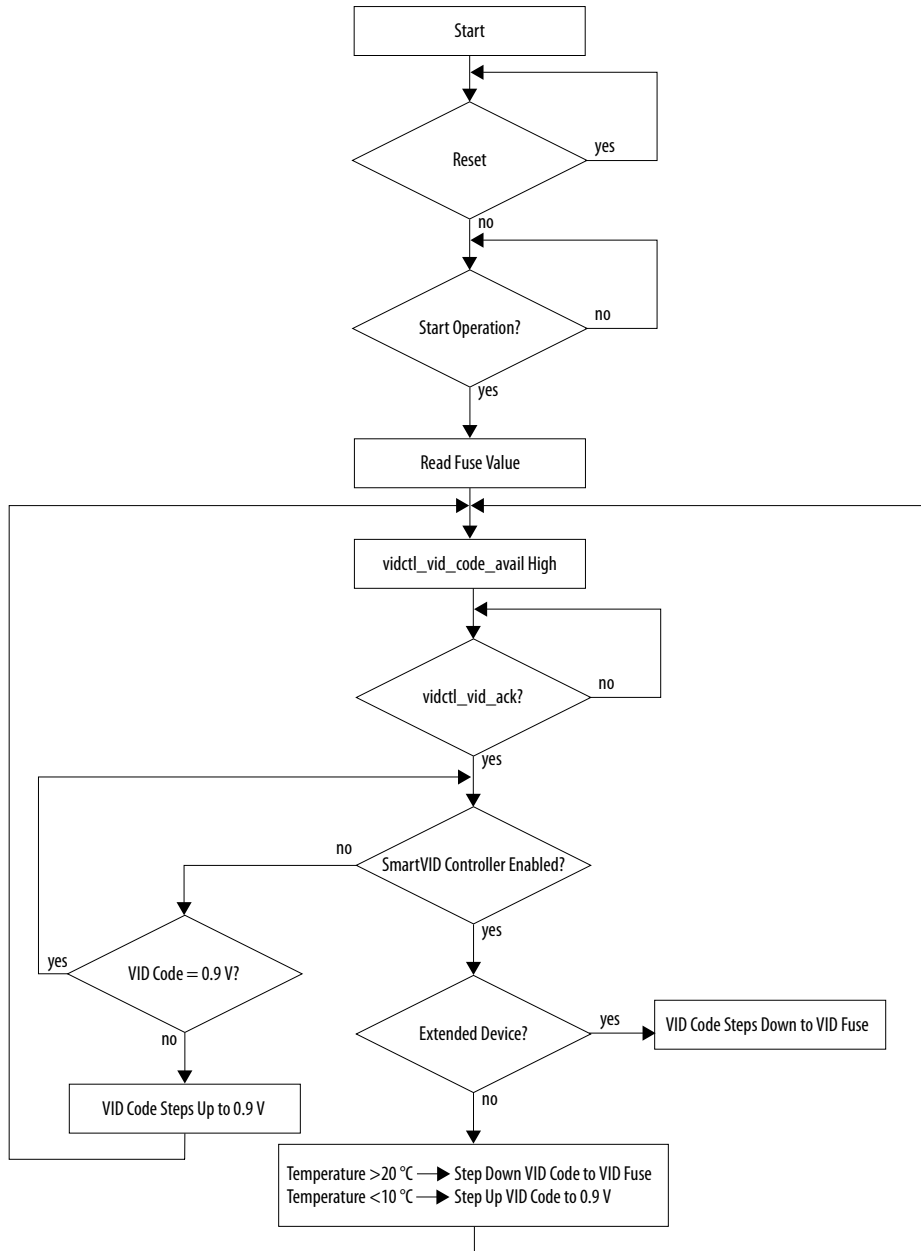 Start
Reset
yes
no
Start Operation?
no
yes
Read Fuse Value
vidctl_vid_code_avail High
vidctl_vid_ack?
no
yes
no
SmartVID Controller Enabled?
yes
yes
VID Code = 0.9 V?
no
Extended Device?
yes
VID Code Steps Down to VID Fuse
no
VID Code Steps Up to 0.9 V
Temperature >20 °C Step Down VID Code to VID Fuse
Temperature <10 °C Step Up VID Code to 0.9 V